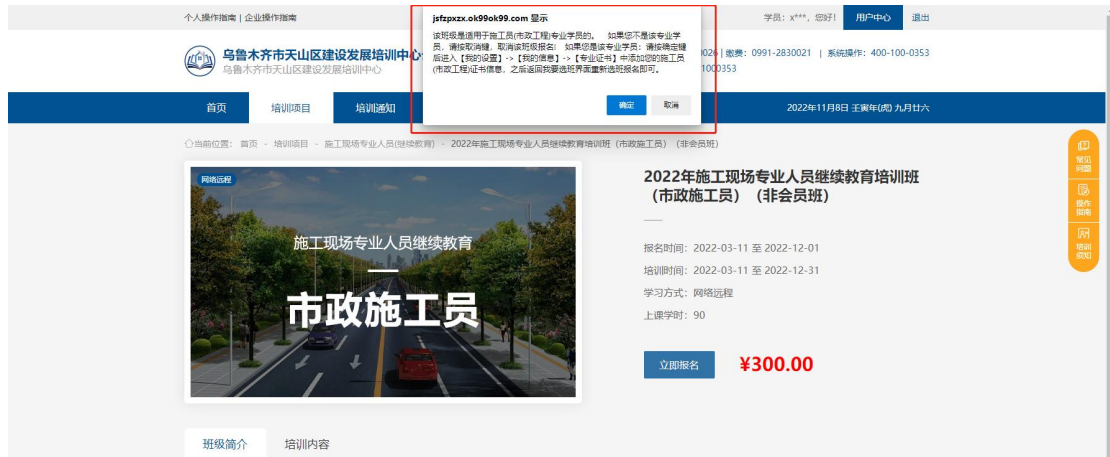 个人操作指南 | 企业操作指南
学员：x***，您好！ 用户中心 退出
jsfzpxzx.ok99ok99.com 显示
该班级是适用于施工员(市政工程)专业学员的。 如果您不是该专业学
员，请按取消键，取消该班级报名！ 如果您是该专业学员：请按确定键
后进入【我的设置】->【我的信息】->【专业证书】中添加您的施工员
(市政工程)证书信息，之后返回我要选班界面重新选班报名即可。
确定 取消
乌鲁木齐市天山区建设发展培训中心
乌鲁木齐市天山区建设发展培训中心
0026 | 缴费：0991-2830021 | 系统操作：400-100-0353
1000353
首页 培训项目 培训通知
2022年11月8日 壬寅年(虎) 九月廿六
当前位置： 首页 - 培训项目 - 施工现场专业人员(继续教育) - 2022年施工现场专业人员继续教育培训班（市政施工员）（非会员班）
网络远程
施工现场专业人员继续教育
市政施工员
2022年施工现场专业人员继续教育培训班
（市政施工员）（非会员班）
报名时间：2022-03-11 至 2022-12-01
培训时间：2022-03-11 至 2022-12-31
学习方式：网络远程
上课学时：90
立即报名 ¥300.00
常见
问题
操作
指南
培训
须知
班级简介 培训内容